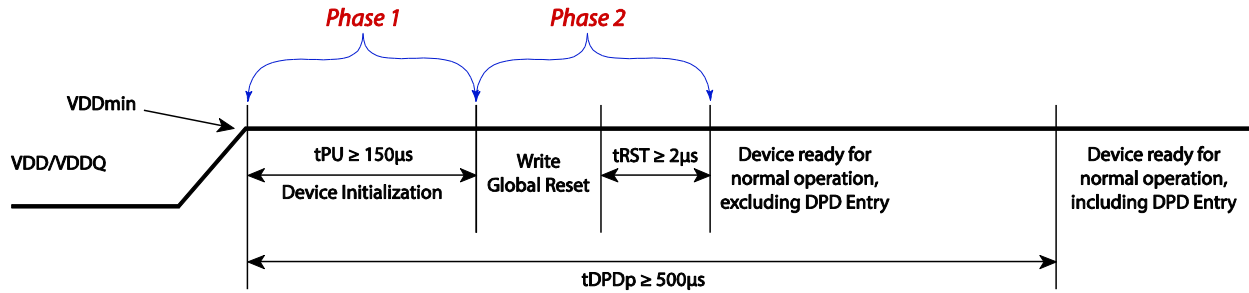 Phase 1
Phase 2
VDDmin
VDD/VDDQ
tPU ≥ 150µs
Device Initialization
Write
Global Reset
tRST ≥ 2µs
Device ready for
normal operation,
excluding DPD Entry
Device ready for
normal operation,
including DPD Entry
tDPDp ≥ 500µs